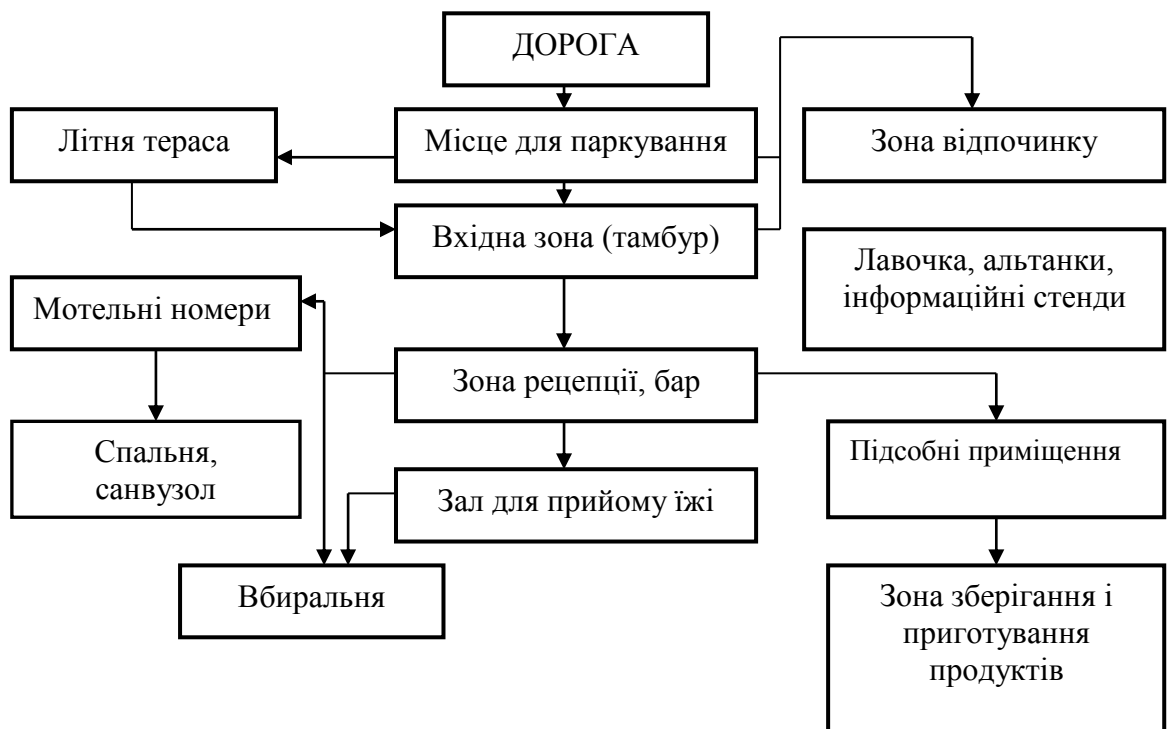 ДОРОГА
Літня тераса
Місце для паркування
Зона відпочинку
Вхідна зона (тамбур)
Лавочка, альтанки,
інформаційні стенди
Мотельні номери
Зона рецепції, бар
Спальня,
санвузол
Підсобні приміщення
Зал для прийому їжі
Вбиральня
Зона зберігання і
приготування
продуктів